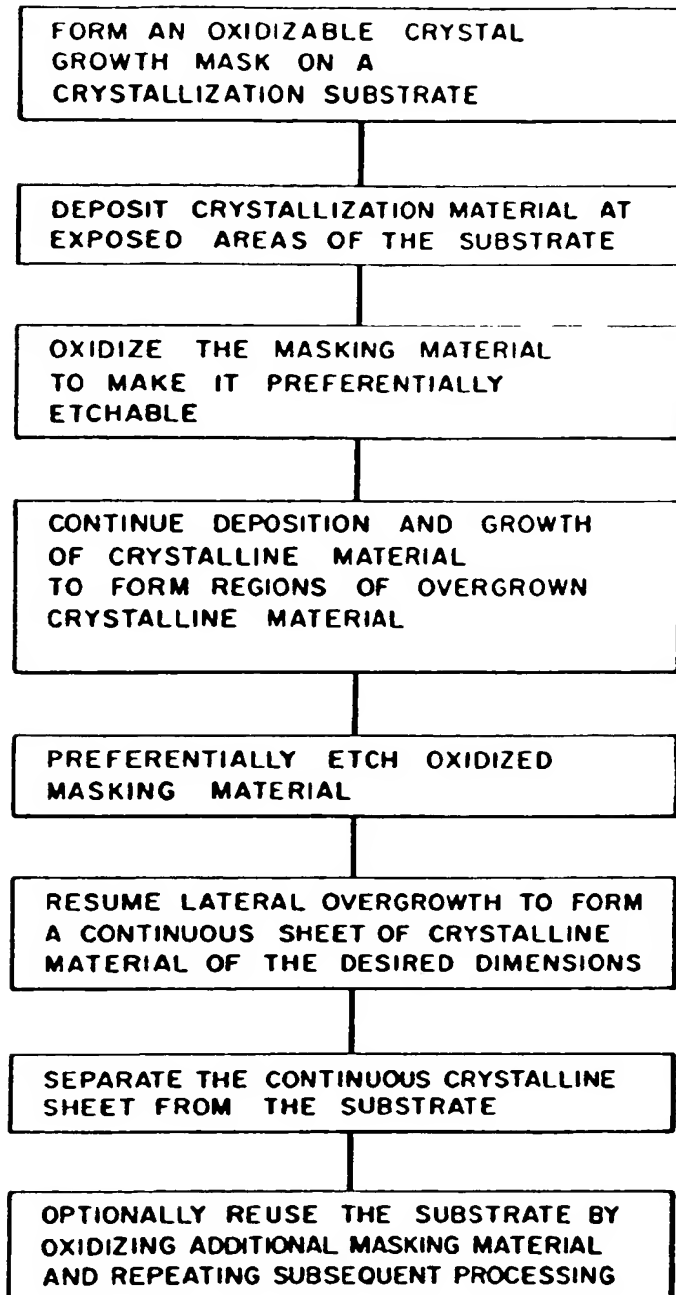 FORM AN OXIDIZABLE CRYSTAL
GROWTH MASK ON A
CRYSTALLIZATION SUBSTRATE
DEPOSIT CRYSTALLIZATION MATERIAL AT
EXPOSED AREAS OF THE SUBSTRATE
OXIDIZE THE MASKING MATERIAL
TO MAKE IT PREFERENTIALLY
ETCHABLE
CONTINUE DEPOSITION AND GROWTH
OF CRYSTALLINE MATERIAL
TO FORM REGIONS OF OVERGROWN
CRYSTALLINE MATERIAL
PREFERENTIALLY ETCH OXIDIZED
MASKING MATERIAL
RESUME LATERAL OVERGROWTH TO FORM
A CONTINUOUS SHEET OF CRYSTALLINE
MATERIAL OF THE DESIRED DIMENSIONS
SEPARATE THE CONTINUOUS CRYSTALLINE
SHEET FROM THE SUBSTRATE
OPTIONALLY REUSE THE SUBSTRATE BY
OXIDIZING ADDITIONAL MASKING MATERIAL
AND REPEATING SUBSEQUENT PROCESSING